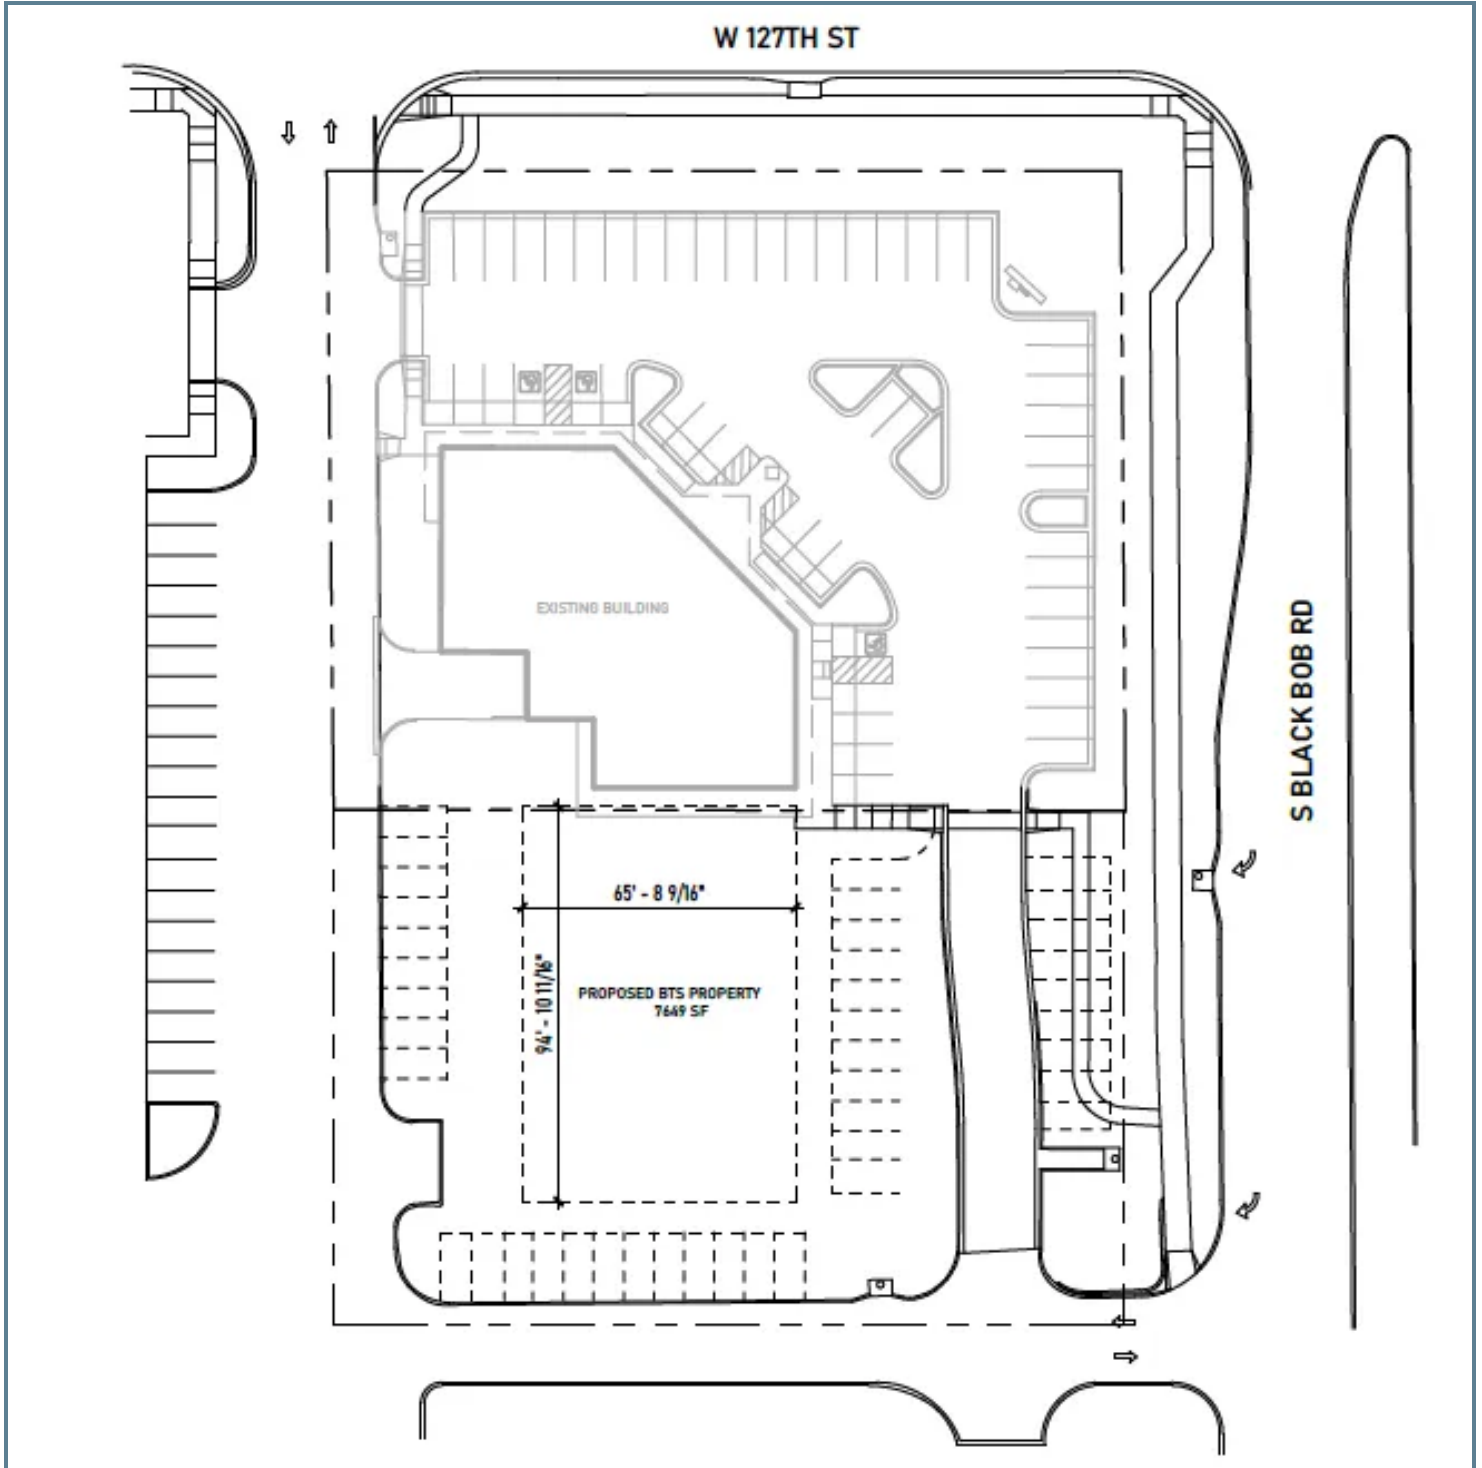 W 127TH ST
EXISTING BUILDING
S BLACK BOB RD
65' - 8 9/16"
94' - 10 11/16"
PROPOSED BTS PROPERTY
7649 SF